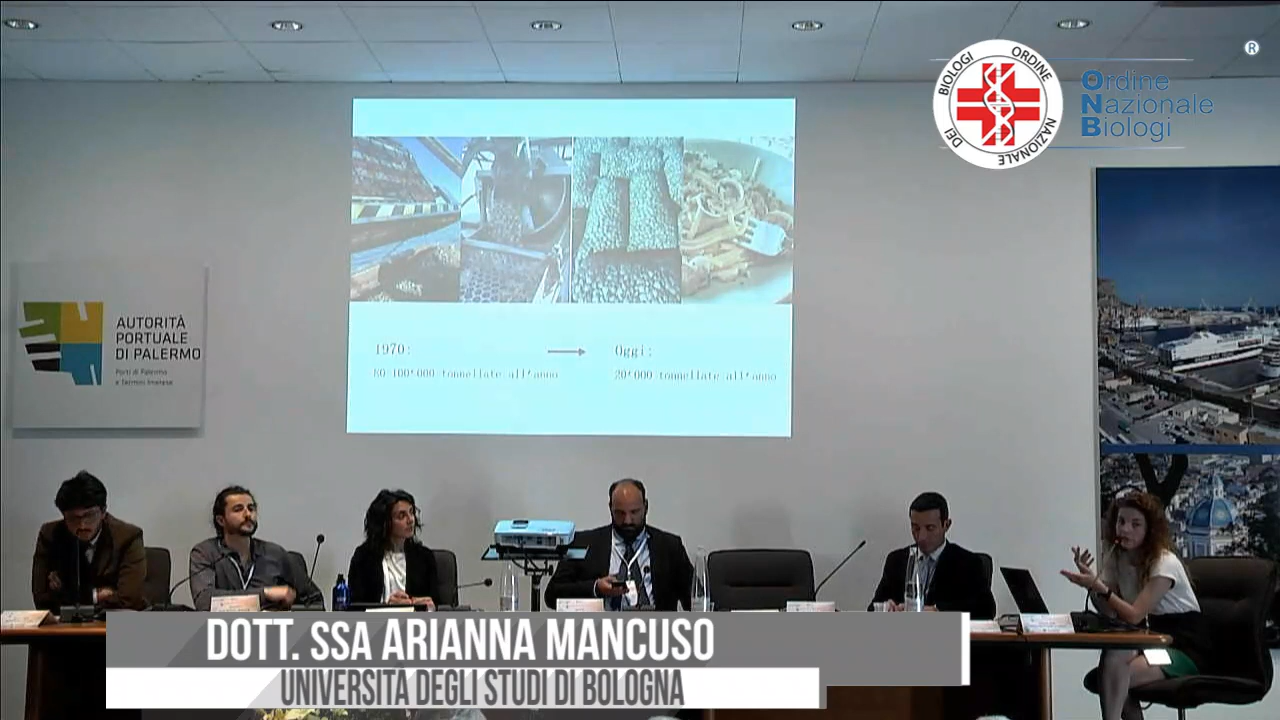 BIOLOGI ORDINE
DEI NAZIONALE
Ordine
Nazionale
Biologi
®
AUTORITÀ
PORTUALE
DI PALERMO
Porti di Palermo
e Termini Imerese
1970:
80-100'000 tonnellate all'anno
Oggi:
20'000 tonnellate all'anno
DOTT. SSA ARIANNA MANCUSO
UNIVERSITÀ DEGLI STUDI DI BOLOGNA